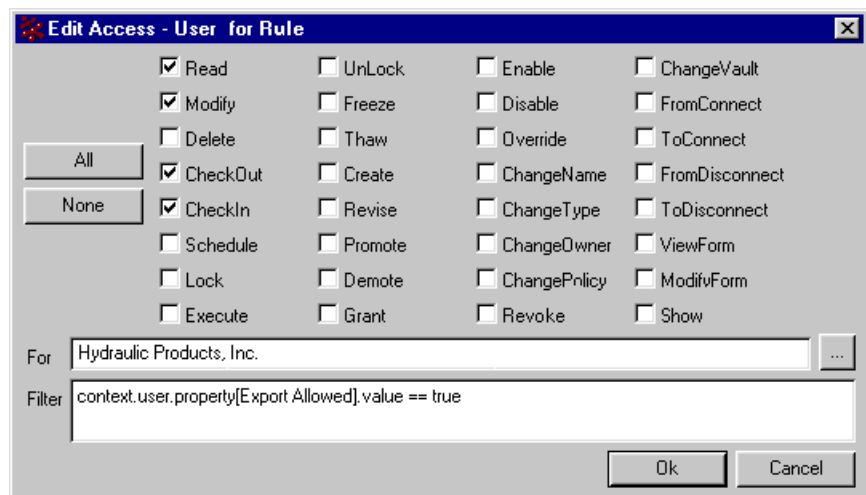 Edit Access - User for Rule
Read UnLock Enable ChangeVault
Modify Freeze Disable FromConnect
Delete Thaw Override ToConnect
All
CheckOut Create ChangeName FromDisconnect
None
CheckIn Revise ChangeType ToDisconnect
Schedule Promote ChangeOwner ViewForm
Lock Demote ChangePolicy ModifyForm
Execute Grant Revoke Show
For Hydraulic Products, Inc. ...
Filter context.user.property[Export Allowed].value == true
Ok Cancel